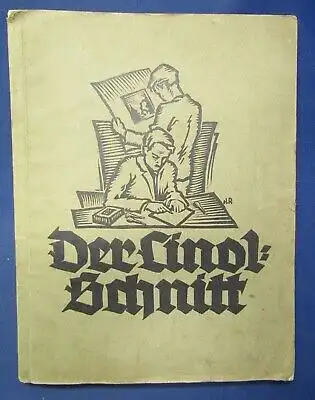 Der Linol=
Schnitt